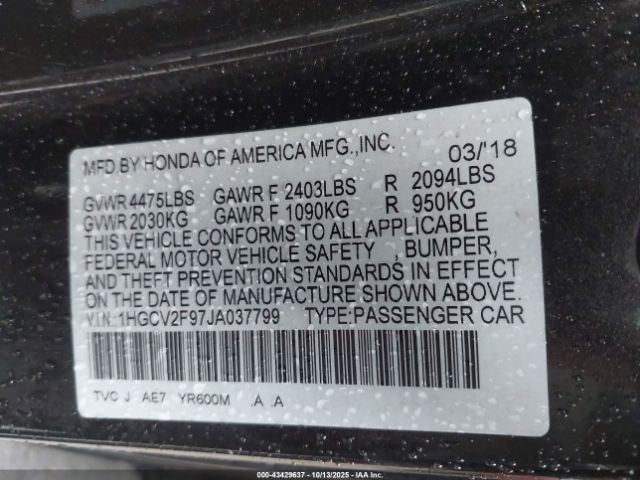 MFD BY HONDA OF AMERICA MFG.,INC. 03/'18
GVWR 4475LBS GAWR F 2403LBS R 2094LBS
GVWR 2030KG GAWR F 1090KG R 950KG
THIS VEHICLE CONFORMS TO ALL APPLICABLE
FEDERAL MOTOR VEHICLE SAFETY , BUMPER,
AND THEFT PREVENTION STANDARDS IN EFFECT
ON THE DATE OF MANUFACTURE SHOWN ABOVE.
V.I.N.:1HGCV2F97JA037799 TYPE:PASSENGER CAR
TVC J AE7 YR600M .A .A
000-43429637 - 10/13/2025 - IAA Inc.